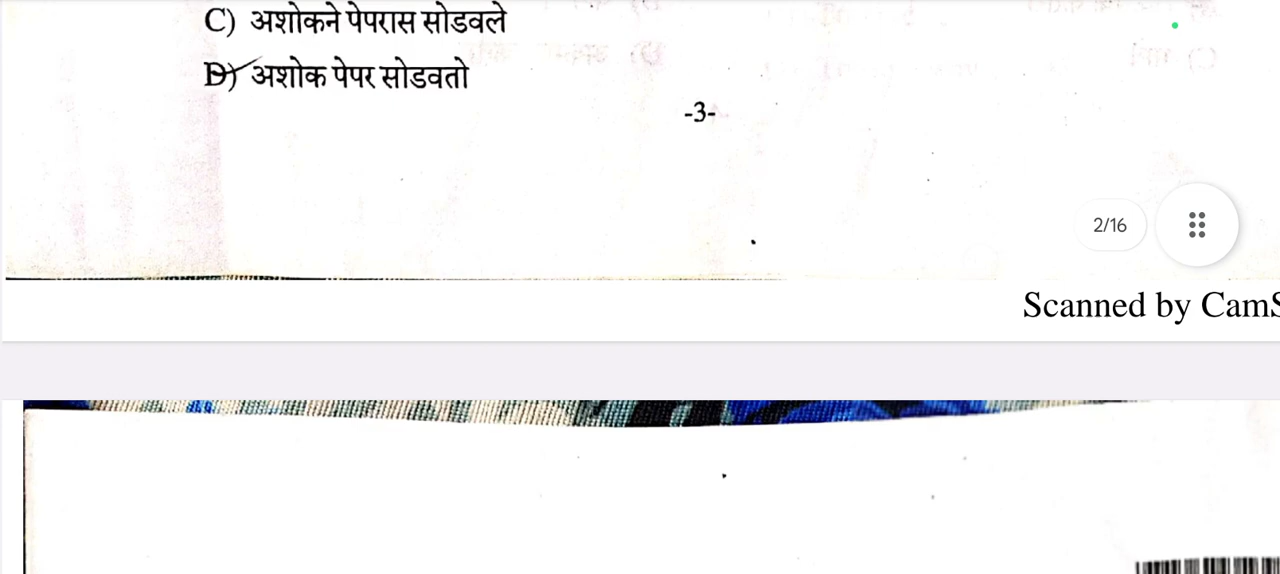 C) अशोकने पेपरास सोडवले
D) अशोक पेपर सोडवतो
-3-
2/16
Scanned by CamS